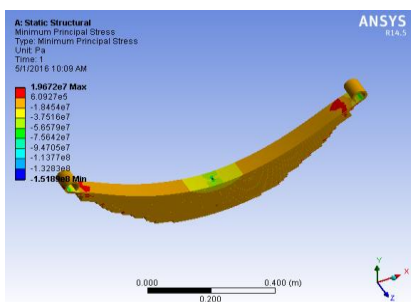 A: Static Structural
Minimum Principal Stress
Type: Minimum Principal Stress
Unit: Pa
Time: 1
5/1/2016 10:09 AM
ANSYS
R14.5
1.9672e7 Max
6.0927e5
-1.8454e7
-3.7516e7
-5.6579e7
-7.5642e7
-9.4705e7
-1.1377e8
-1.3283e8
-1.5189e8 Min
0.000
0.400 (m)
0.200
Y
X
Z